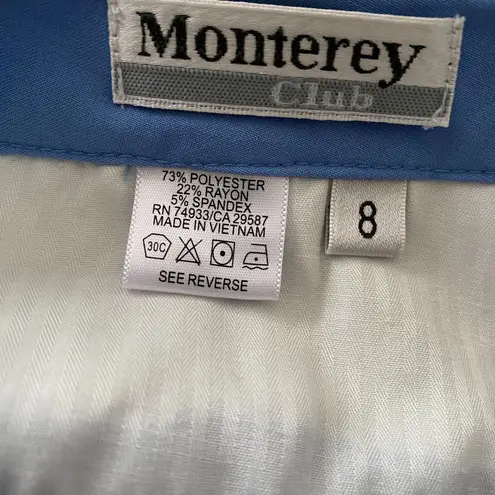 Monterey
Club
73% POLYESTER
22% RAYON
5% SPANDEX
RN 74933/CA 29587
MADE IN VIETNAM
30C
SEE REVERSE
8